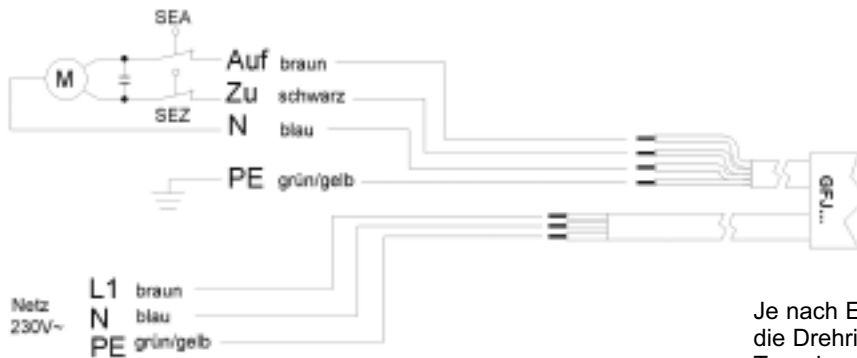 SEA
Auf braun
M
Zu schwarz
SEZ
N blau
PE grün/gelb
GFJ...
L1 braun
Netz
230V~
N blau
PE grün/gelb
Je nach E
die Drehri